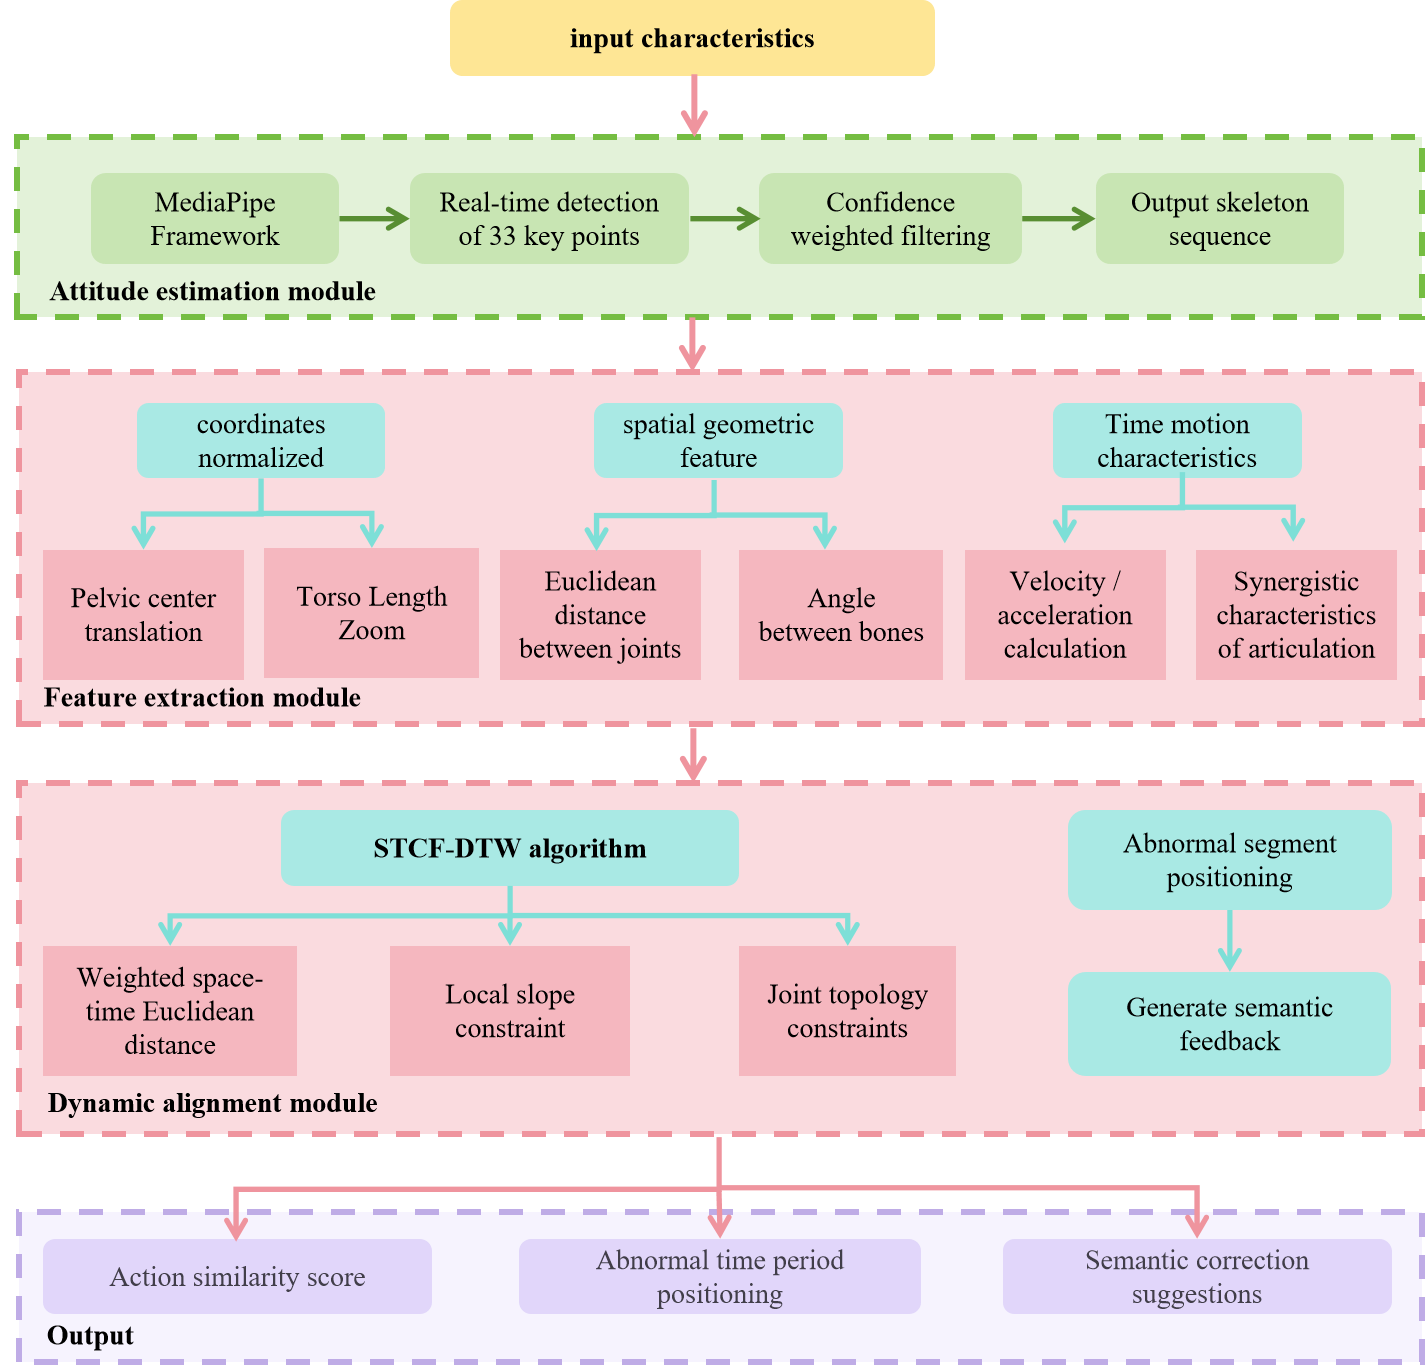 input characteristics
MediaPipe
Framework
Real-time detection
of 33 key points
Confidence
weighted filtering
Output skeleton
sequence
Attitude estimation module
coordinates
normalized
spatial geometric
feature
Time motion
characteristics
Pelvic center
translation
Torso Length
Zoom
Euclidean
distance
between joints
Angle
between bones
Velocity /
acceleration
calculation
Synergistic
characteristics
of articulation
Feature extraction module
STCF-DTW algorithm
Abnormal segment
positioning
Weighted space-
time Euclidean
distance
Local slope
constraint
Joint topology
constraints
Generate semantic
feedback
Dynamic alignment module
Action similarity score
Abnormal time period
positioning
Semantic correction
suggestions
Output